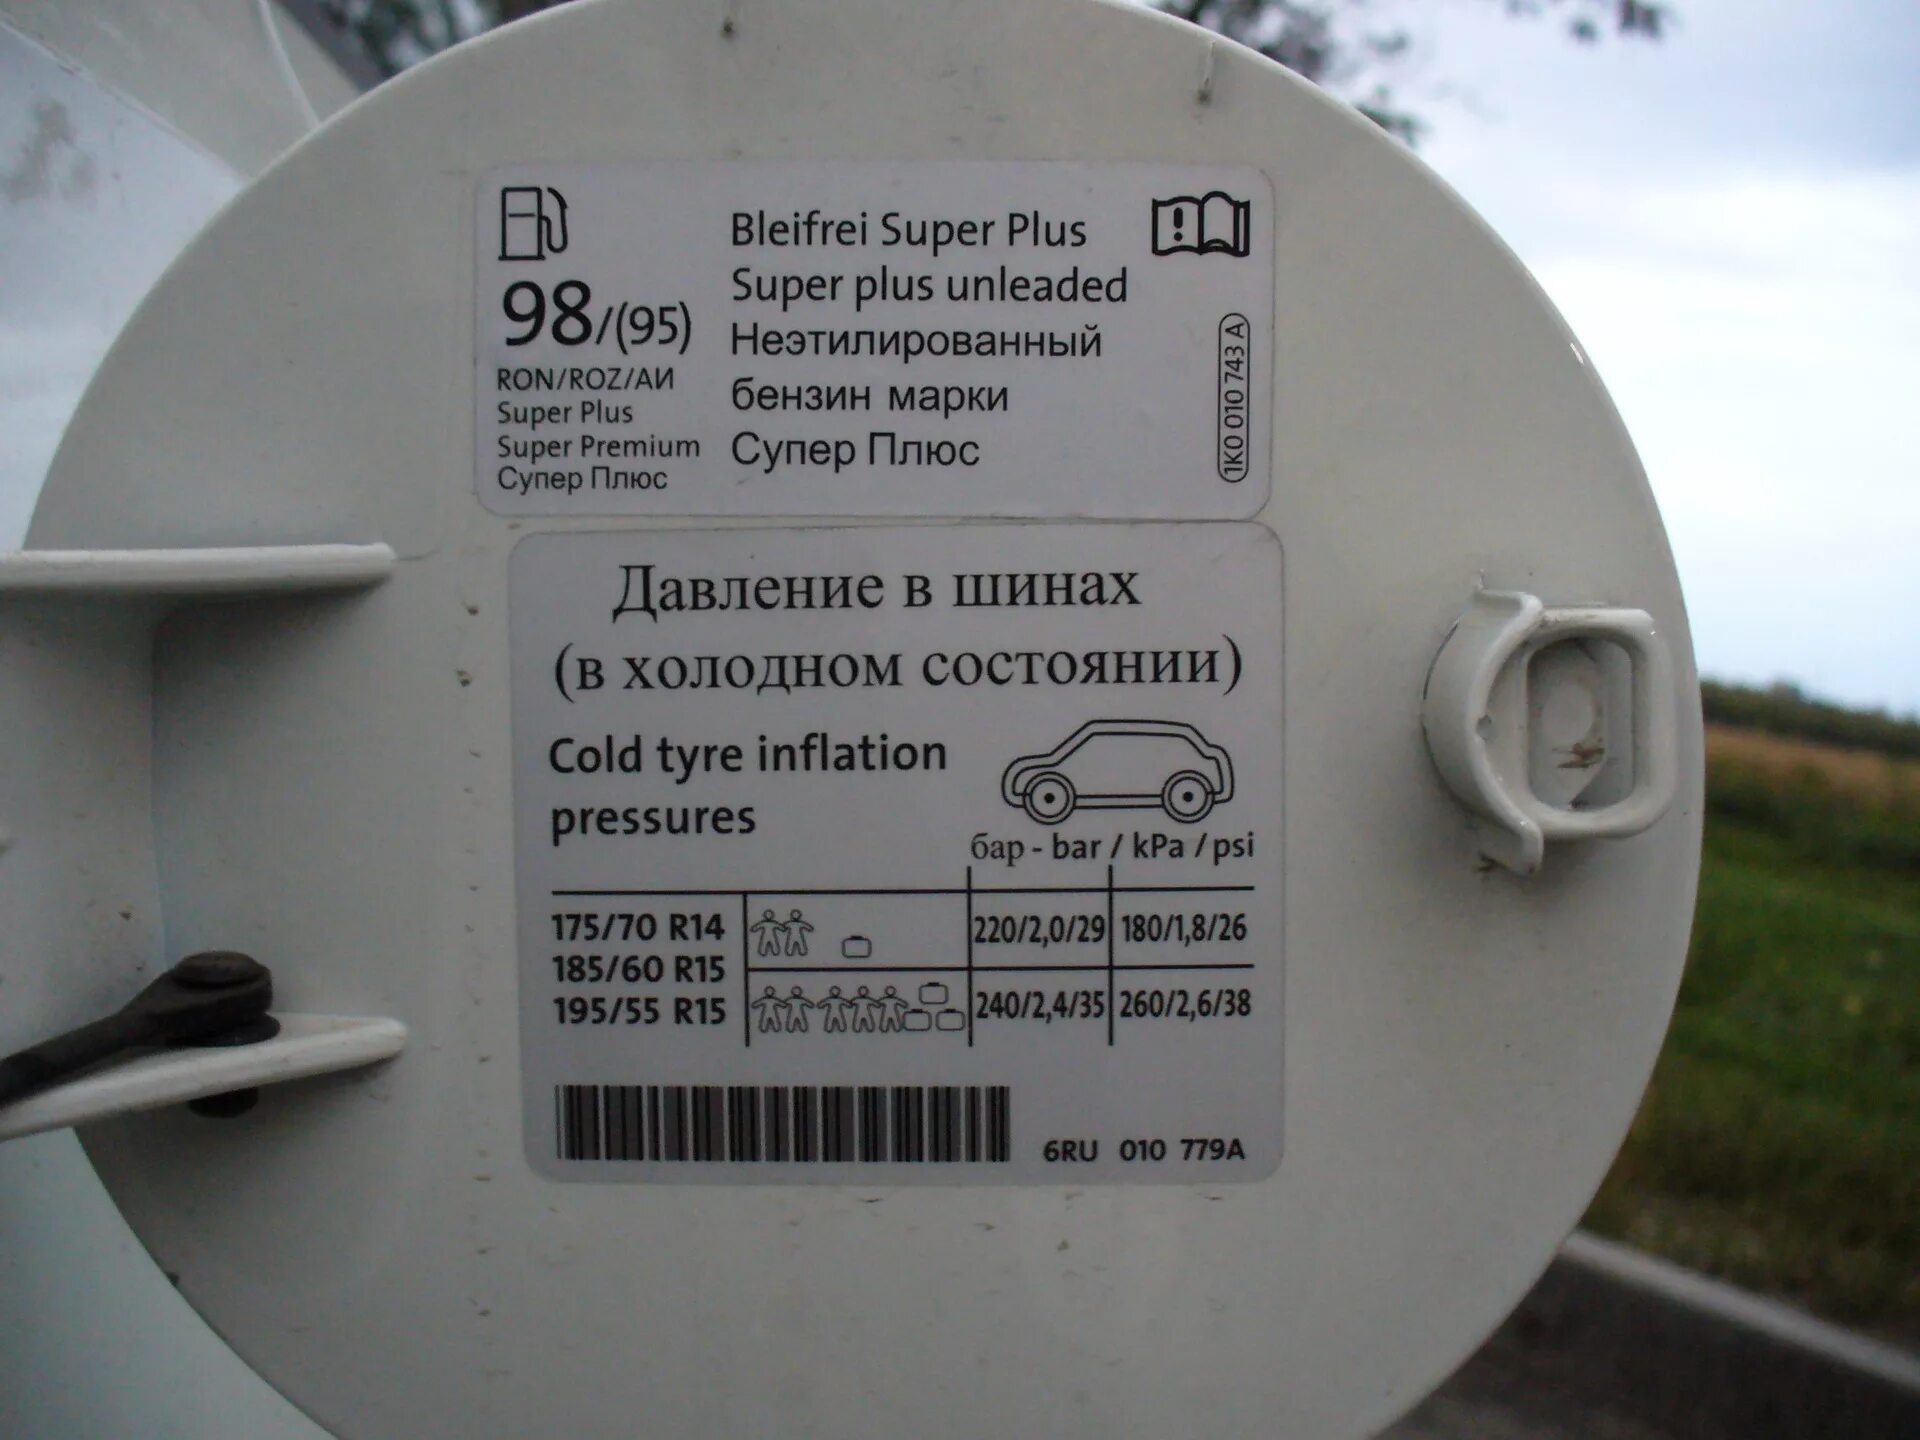 98/(95)
RON/ROZ/АИ
Super Plus
Super Premium
Супер Плюс
Bleifrei Super Plus
Super plus unleaded
Неэтилированный
бензин марки
Супер Плюс
1K0 010 743 A
Давление в шинах
(в холодном состоянии)
Cold tyre inflation
pressures
бар - bar / kPa / psi
175/70 R14
185/60 R15
195/55 R15
220/2,0/29 180/1,8/26
240/2,4/35 260/2,6/38
6RU 010 779A